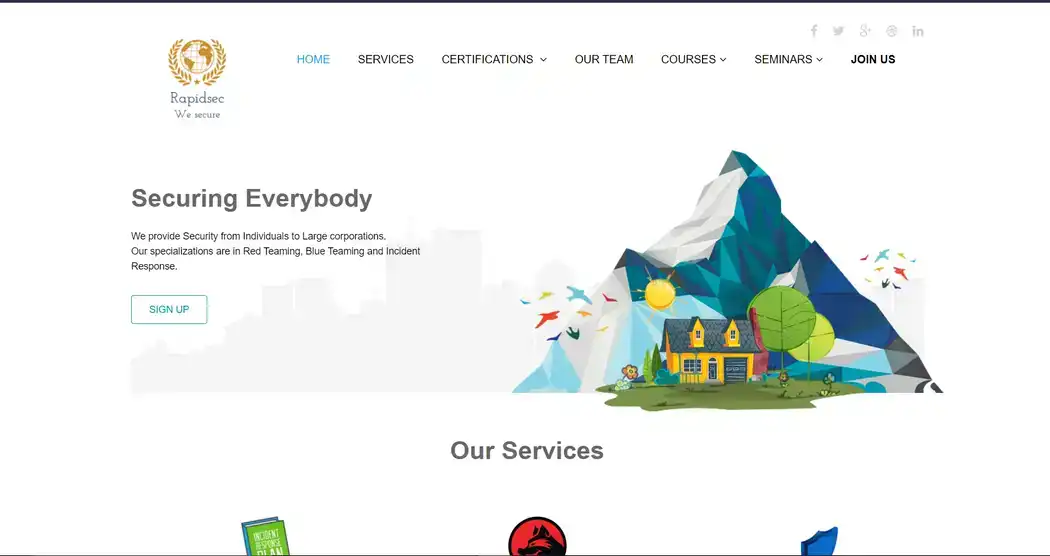 Rapidsec
We secure
HOME SERVICES CERTIFICATIONS OUR TEAM COURSES SEMINARS JOIN US
Securing Everybody
We provide Security from Individuals to Large corporations.
Our specializations are in Red Teaming, Blue Teaming and Incident
Response.
SIGN UP
Our Services
INCIDENT
RESPONSE
PLAN